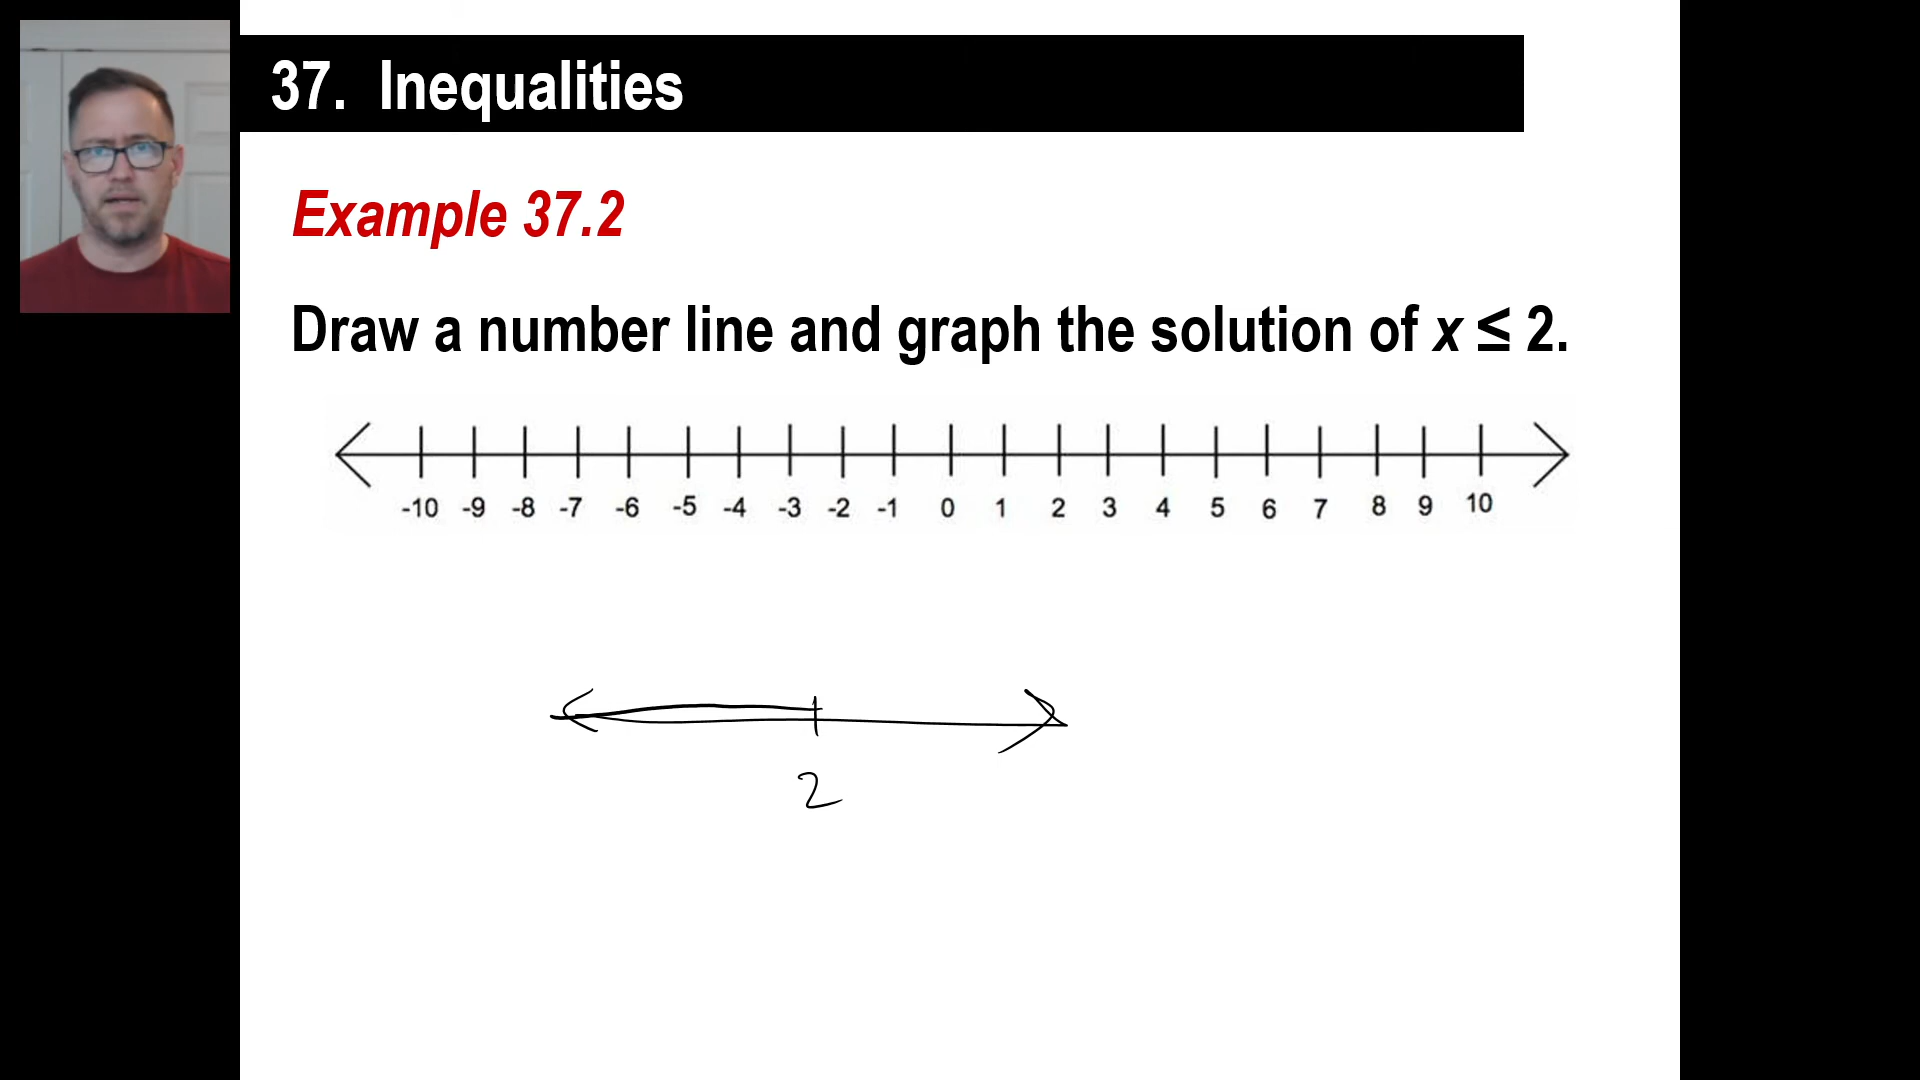 37. Inequalities
Example 37.2
Draw a number line and graph the solution of x ≤ 2.
-10 -9 -8 -7 -6 -5 -4 -3 -2 -1 0 1 2 3 4 5 6 7 8 9 10
2